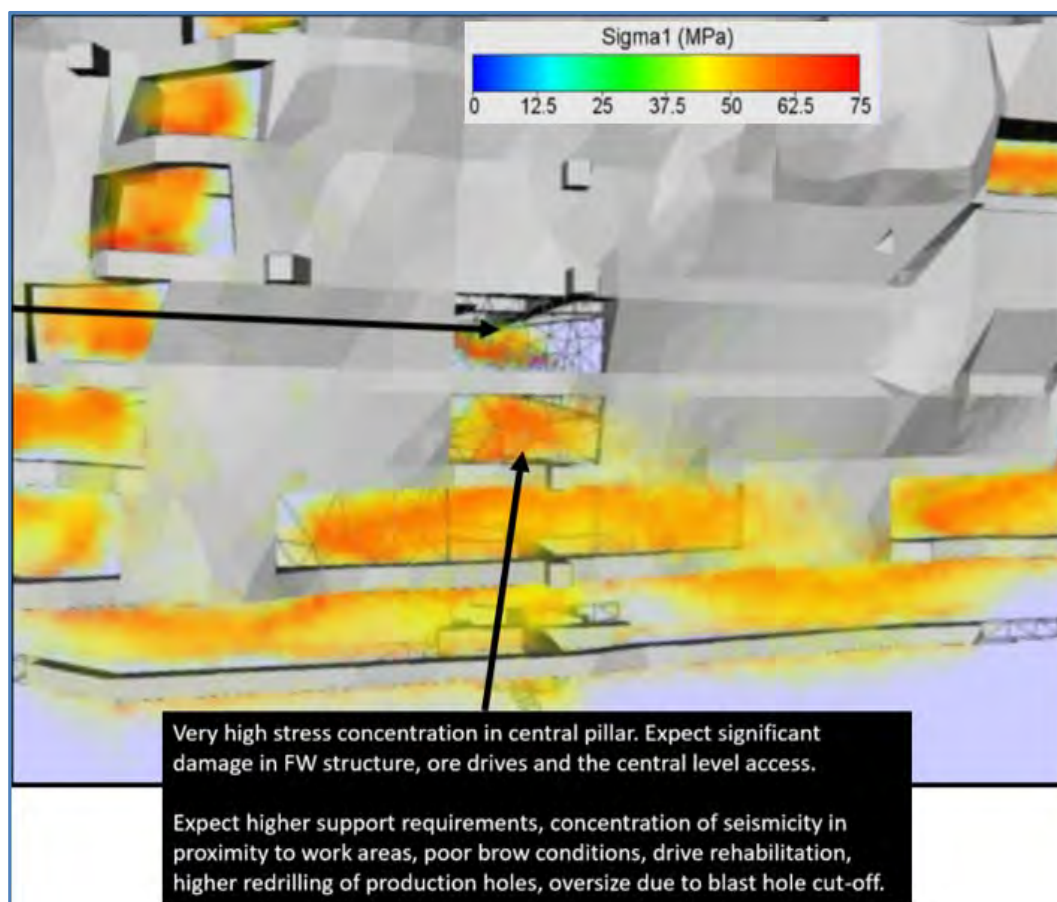 Sigma1 (MPa)
0 12.5 25 37.5 50 62.5 75
Very high stress concentration in central pillar. Expect significant
damage in FW structure, ore drives and the central level access.
Expect higher support requirements, concentration of seismicity in
proximity to work areas, poor brow conditions, drive rehabilitation,
higher redrilling of production holes, oversize due to blast hole cut-off.